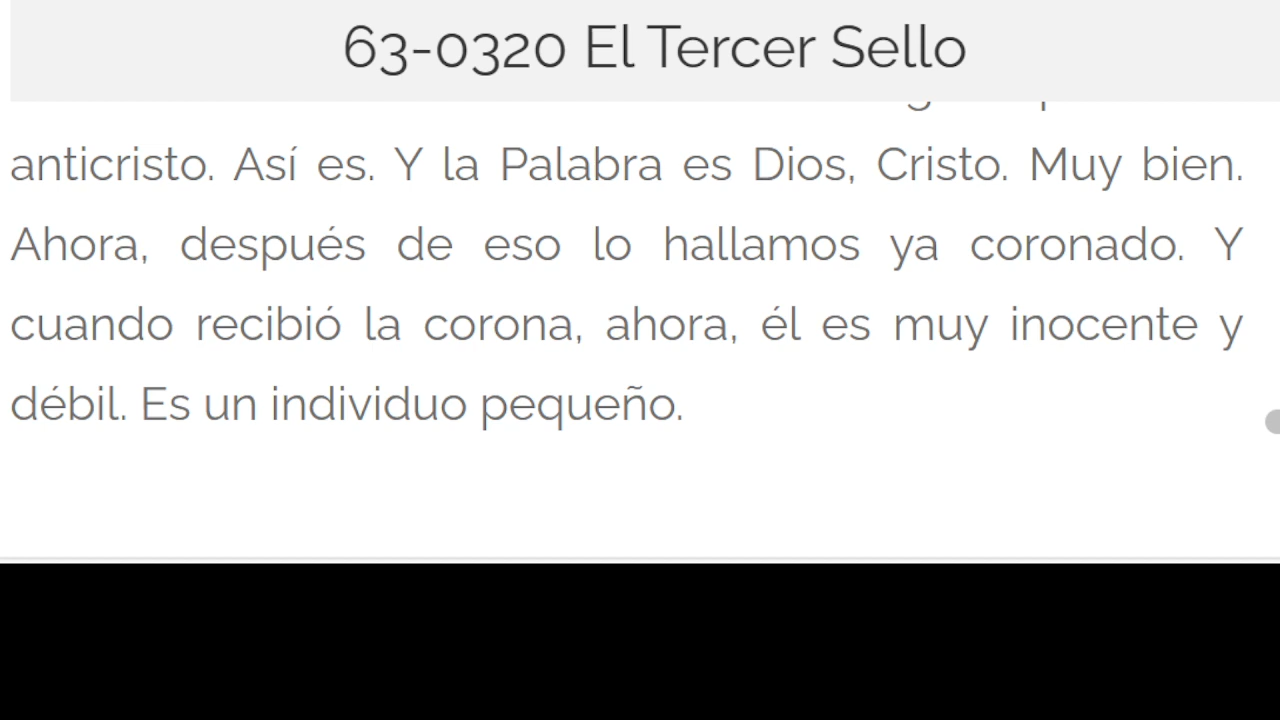 63-0320 El Tercer Sello
anticristo. Así es. Y la Palabra es Dios, Cristo. Muy bien.
Ahora, después de eso lo hallamos ya coronado. Y
cuando recibió la corona, ahora, él es muy inocente y
débil. Es un individuo pequeño.